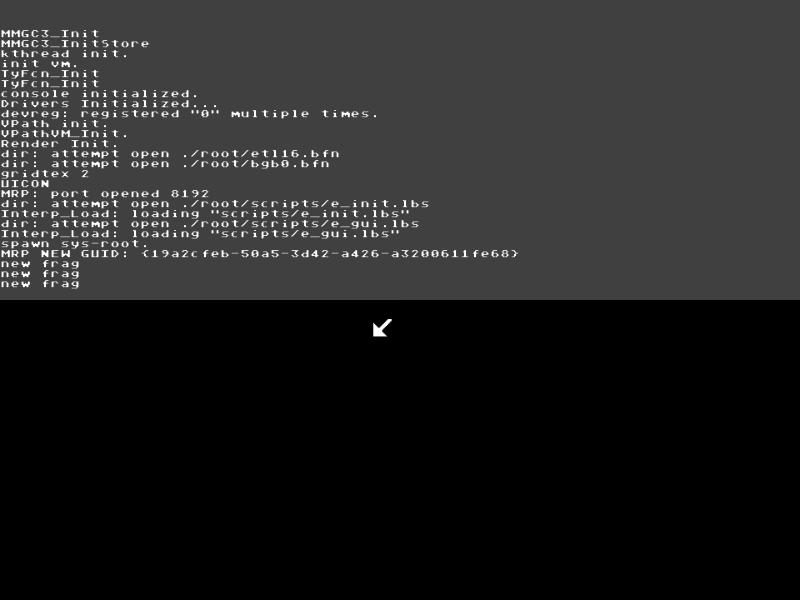 MMGC3_Init
MMGC3_InitStore
kthread init.
init vm.
TyFcn_Init
TyFcn_Init
console initialized.
Drivers Initialized...
devreg: registered "0" multiple times.
VPath init.
VPathVM_Init.
Render Init.
dir: attempt open ./root/etl16.bfn
dir: attempt open ./root/bgb0.bfn
gridtex 2
UICON
MRP: port opened 8192
dir: attempt open ./root/scripts/e_init.lbs
Interp_Load: loading "scripts/e_init.lbs"
dir: attempt open ./root/scripts/e_gui.lbs
Interp_Load: loading "scripts/e_gui.lbs"
spawn sys-root.
MRP NEW GUID: {19a2cfeb-50a5-3d42-a426-a3200611fe68}
new frag
new frag
new frag